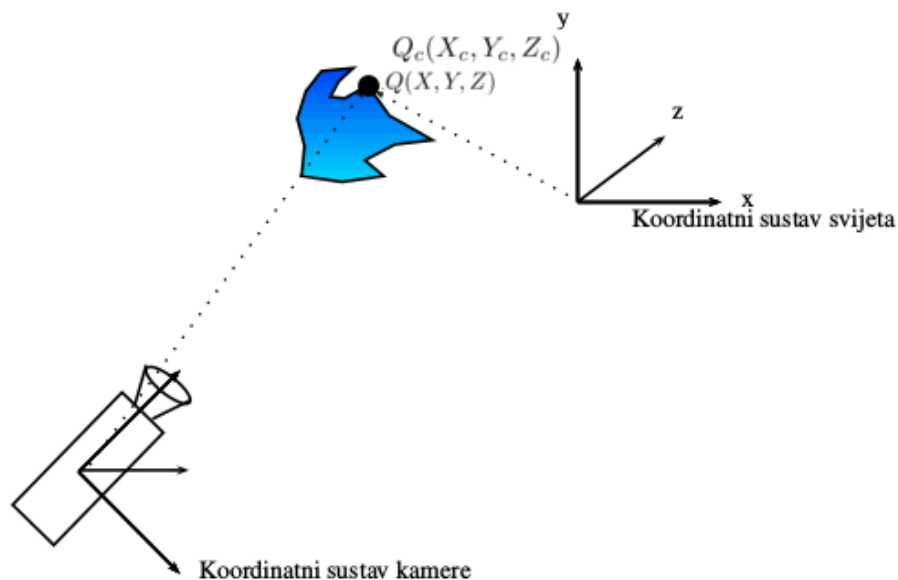 y
Q_c(X_c, Y_c, Z_c)
Q(X, Y, Z)
z
x
Koordinatni sustav svijeta
Koordinatni sustav kamere